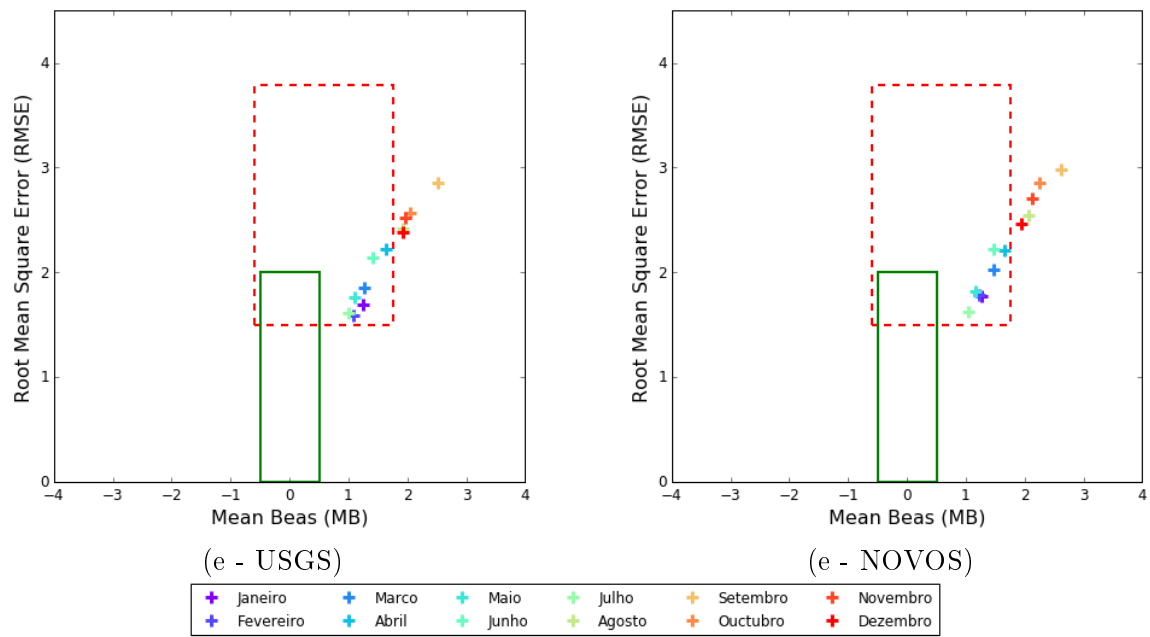 4
3
2
1
0
Root Mean Square Error (RMSE)
−4 −3 −2 −1 0 1 2 3 4
Mean Beas (MB)
(e - USGS)
4
3
2
1
0
Root Mean Square Error (RMSE)
−4 −3 −2 −1 0 1 2 3 4
Mean Beas (MB)
(e - NOVOS)
Janeiro Marco Maio Julho Setembro Novembro
Fevereiro Abril Junho Agosto Ouctubro Dezembro